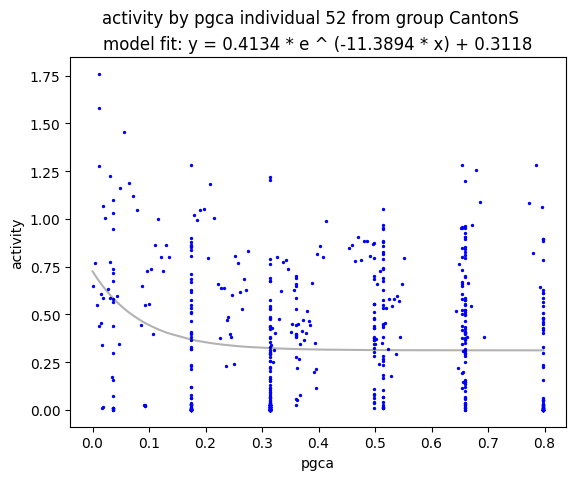 activity by pgca individual 52 from group CantonS
model fit: y = 0.4134 * e ^ (-11.3894 * x) + 0.3118
1.75
1.50
1.25
1.00
0.75
0.50
0.25
0.00
activity
0.0 0.1 0.2 0.3 0.4 0.5 0.6 0.7 0.8
pgca